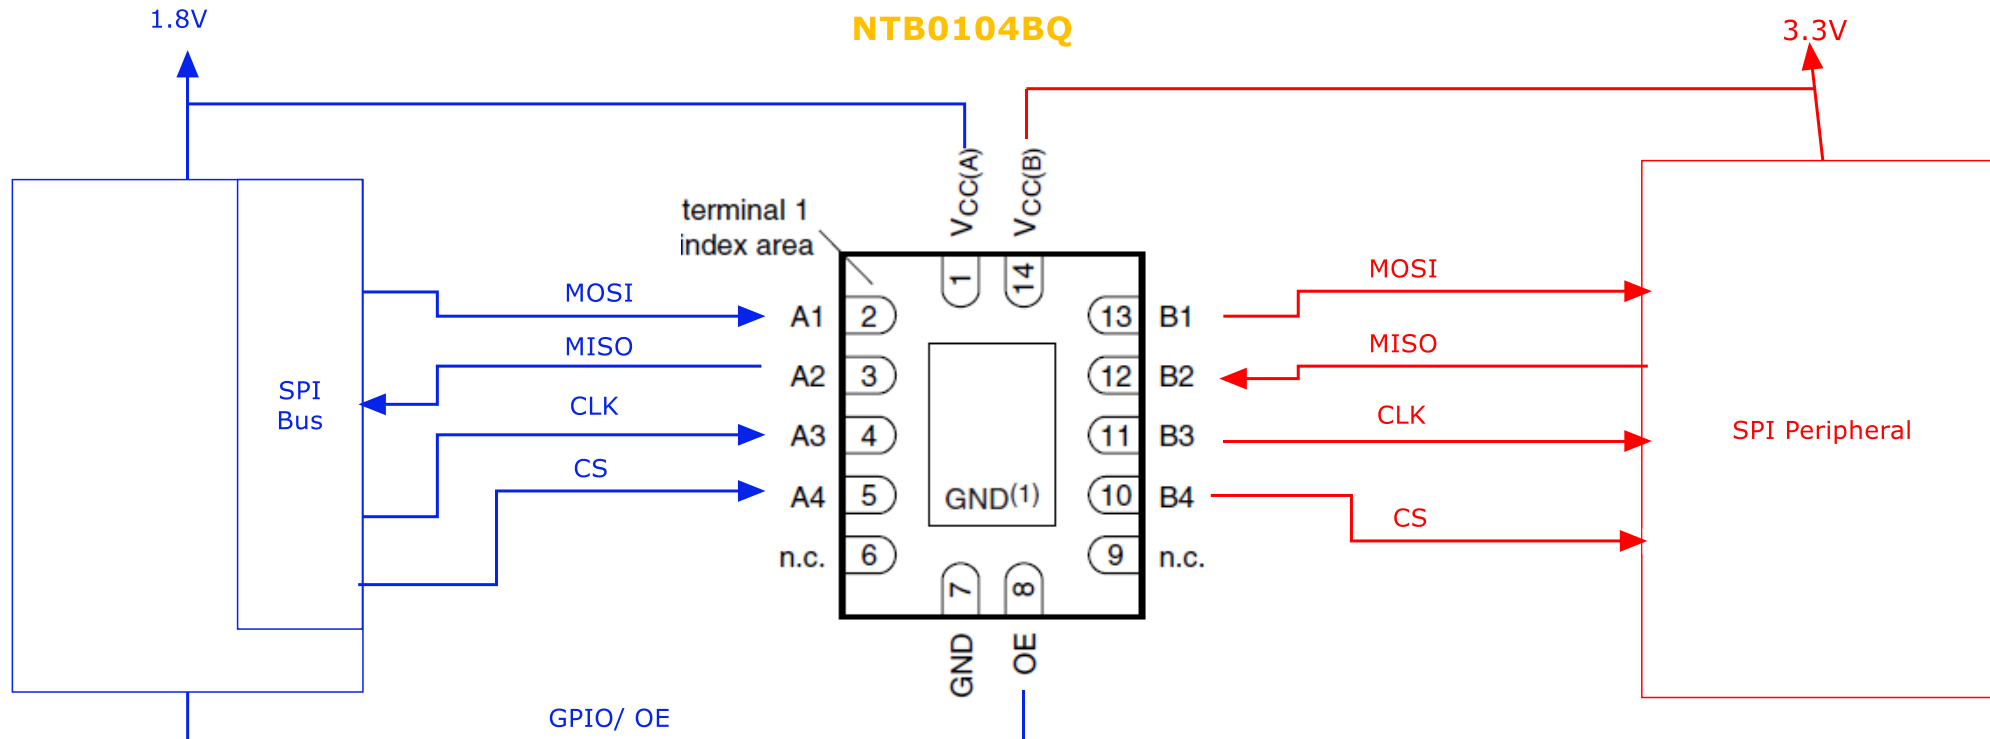 1.8V
NTB0104BQ
3.3V
VCC(A)
VCC(B)
terminal 1
index area
1
14
MOSI
MOSI
A1
2
13
B1
MISO
MISO
A2
3
12
B2
SPI
Bus
CLK
CLK
A3
4
11
B3
SPI Peripheral
CS
A4
5
GND(1)
10
B4
CS
n.c.
6
9
n.c.
7
8
GND
OE
GPIO/ OE